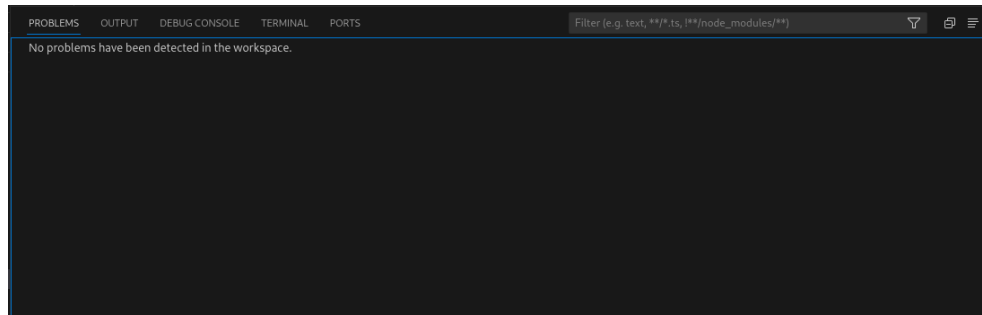 PROBLEMS OUTPUT DEBUG CONSOLE TERMINAL PORTS Filter (e.g. text, **/*.ts, !**/node_modules/**)
No problems have been detected in the workspace.